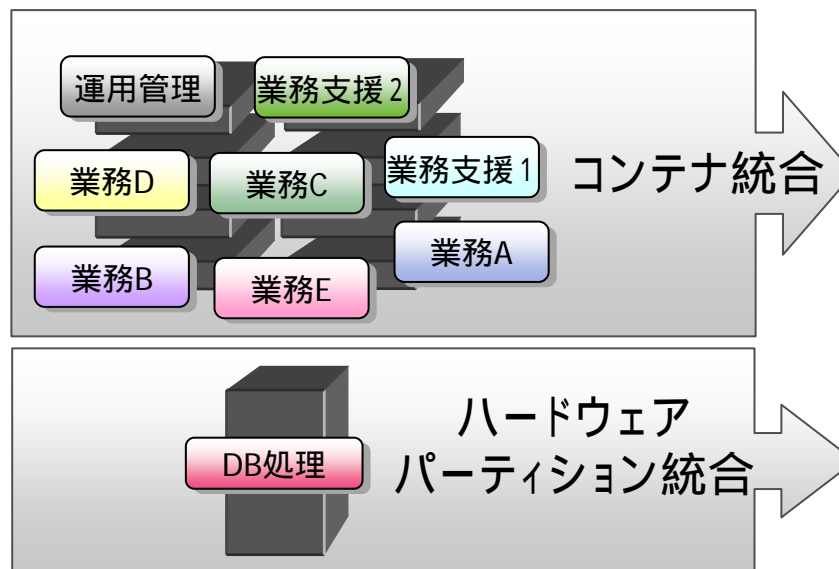 運用管理
業務支援2
業務D
業務C
業務支援1
コンテナ統合
業務B
業務E
業務A
DB処理
ハードウェア
パーティション統合